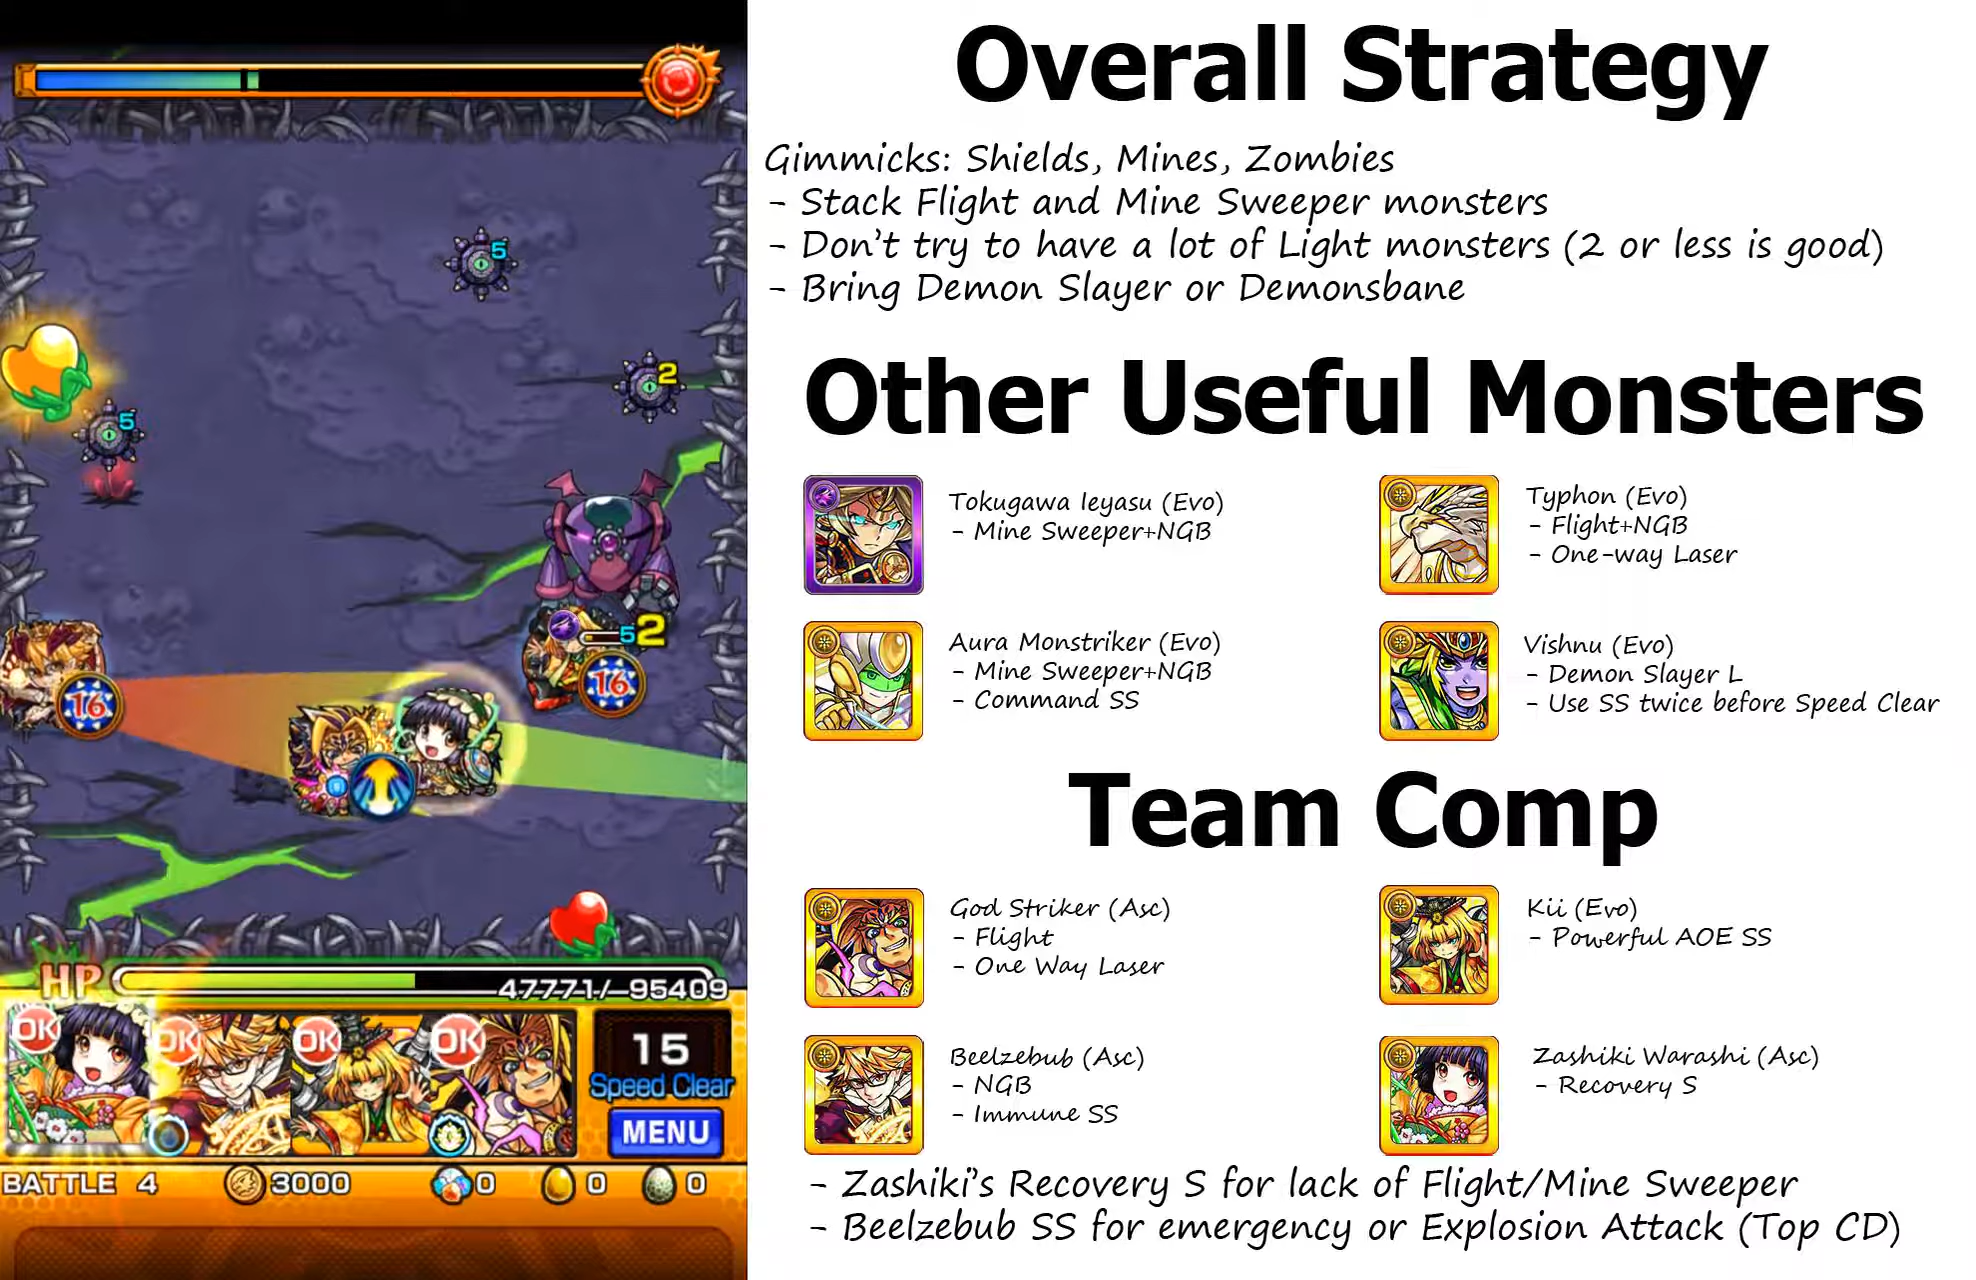 5
2
5
5 2
16
16
HP 47771/ 95409
OK
OK
OK
OK
15
Speed Clear
MENU
BATTLE 4
3000
0
0
0
Overall Strategy
Gimmicks: Shields, Mines, Zombies
- Stack Flight and Mine Sweeper monsters
- Don't try to have a lot of Light monsters (2 or less is good)
- Bring Demon Slayer or Demonsbane
Other Useful Monsters
Tokugawa Ieyasu (Evo)
- Mine Sweeper+NGB
Typhon (Evo)
- Flight+NGB
- One-way Laser
Aura Monstriker (Evo)
- Mine Sweeper+NGB
- Command SS
Vishnu (Evo)
- Demon Slayer L
- Use SS twice before Speed Clear
Team Comp
God Striker (Asc)
- Flight
- One Way Laser
Kii (Evo)
- Powerful AOE SS
Beelzebub (Asc)
- NGB
- Immune SS
Zashiki Warashi (Asc)
- Recovery S
- Zashiki's Recovery S for lack of Flight/Mine Sweeper
- Beelzebub SS for emergency or Explosion Attack (Top CD)